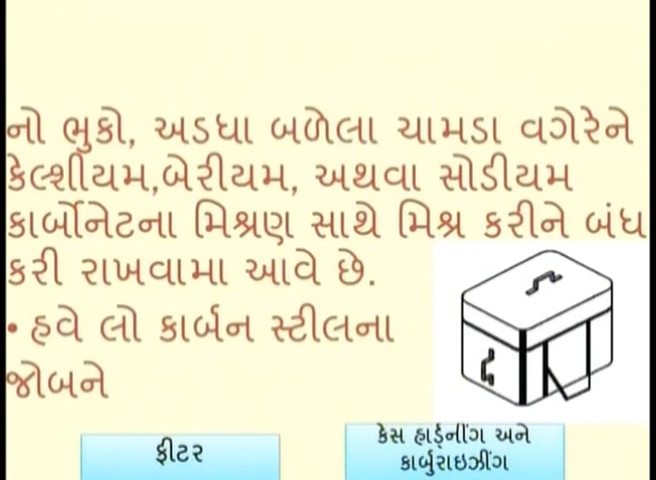 નો ભુકો, અડધા બળેલા ચામડા વગેરેને
કેલ્શીયમ,બેરીયમ, અથવા સોડીયમ
કાર્બોનેટના મિશ્રણ સાથે મિશ્ર કરીને બંધ
કરી રાખવામા આવે છે.
• હવે લો કાર્બન સ્ટીલના
જોબને
ફીટર
કેસ હાર્ડનીંગ અને
કાર્બુરાઇઝીંગ